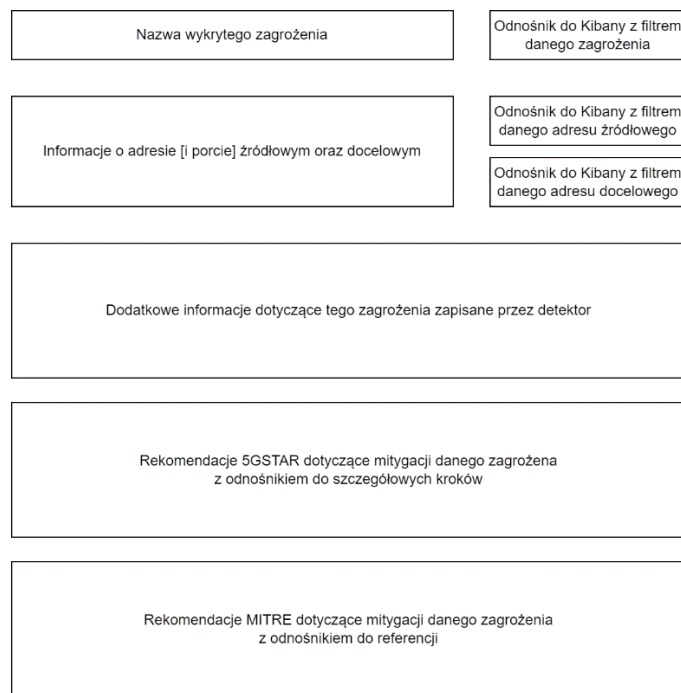 Nazwa wykrytego zagrożenia
Odnośnik do Kibany z filtrem
danego zagrożenia
Informacje o adresie [i porcie] źródłowym oraz docelowym
Odnośnik do Kibany z filtrem
danego adresu źródłowego
Odnośnik do Kibany z filtrem
danego adresu docelowego
Dodatkowe informacje dotyczące tego zagrożenia zapisane przez detektor
Rekomendacje 5GSTAR dotyczące mitygacji danego zagrożena
z odnośnikiem do szczegółowych kroków
Rekomendacje MITRE dotyczące mitygacji danego zagrożenia
z odnośnikiem do referencji